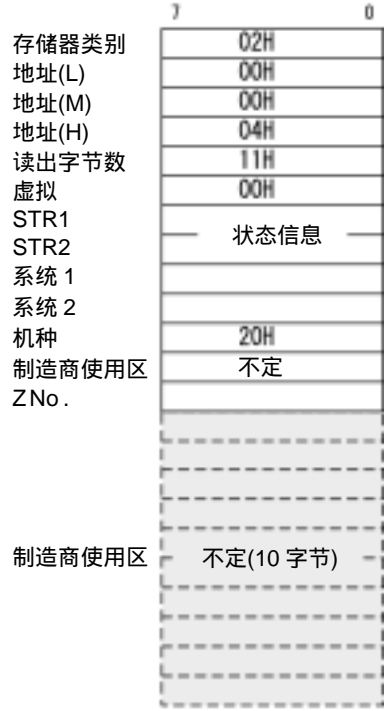 7 0
存储器类别 02H
地址(L) 00H
地址(M) 00H
地址(H) 04H
读出字节数 11H
虚拟 00H
STR1
状态信息
STR2
系统 1
系统 2
机种 20H
制造商使用区 不定
ZNo.
制造商使用区 不定(10 字节)